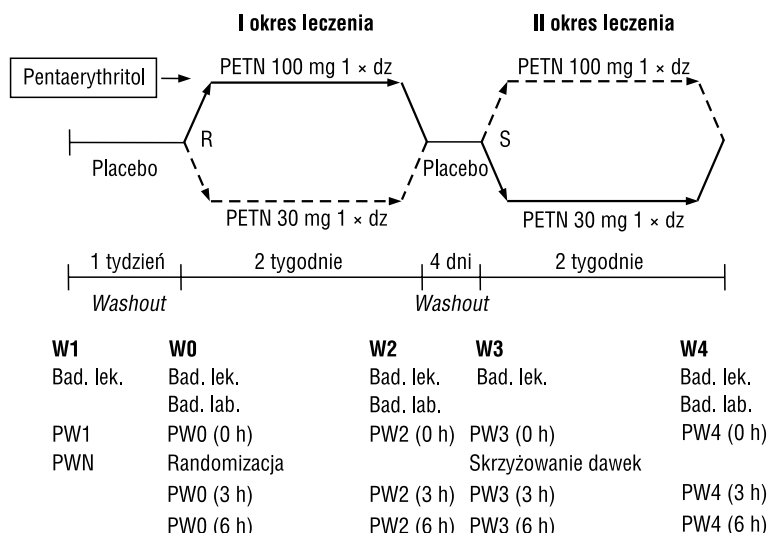 I okres leczenia II okres leczenia
Pentaerythritol PETN 100 mg 1 × dz PETN 100 mg 1 × dz
R S
Placebo Placebo
PETN 30 mg 1 × dz PETN 30 mg 1 × dz
1 tydzień 2 tygodnie 4 dni 2 tygodnie
Washout Washout
W1 W0 W2 W3 W4
Bad. lek. Bad. lek. Bad. lek. Bad. lek. Bad. lek.
Bad. lab. Bad. lab. Bad. lab.
PW1 PW0 (0 h) PW2 (0 h) PW3 (0 h) PW4 (0 h)
PWN Randomizacja Skrzyżowanie dawek
PW0 (3 h) PW2 (3 h) PW3 (3 h) PW4 (3 h)
PW0 (6 h) PW2 (6 h) PW3 (6 h) PW4 (6 h)